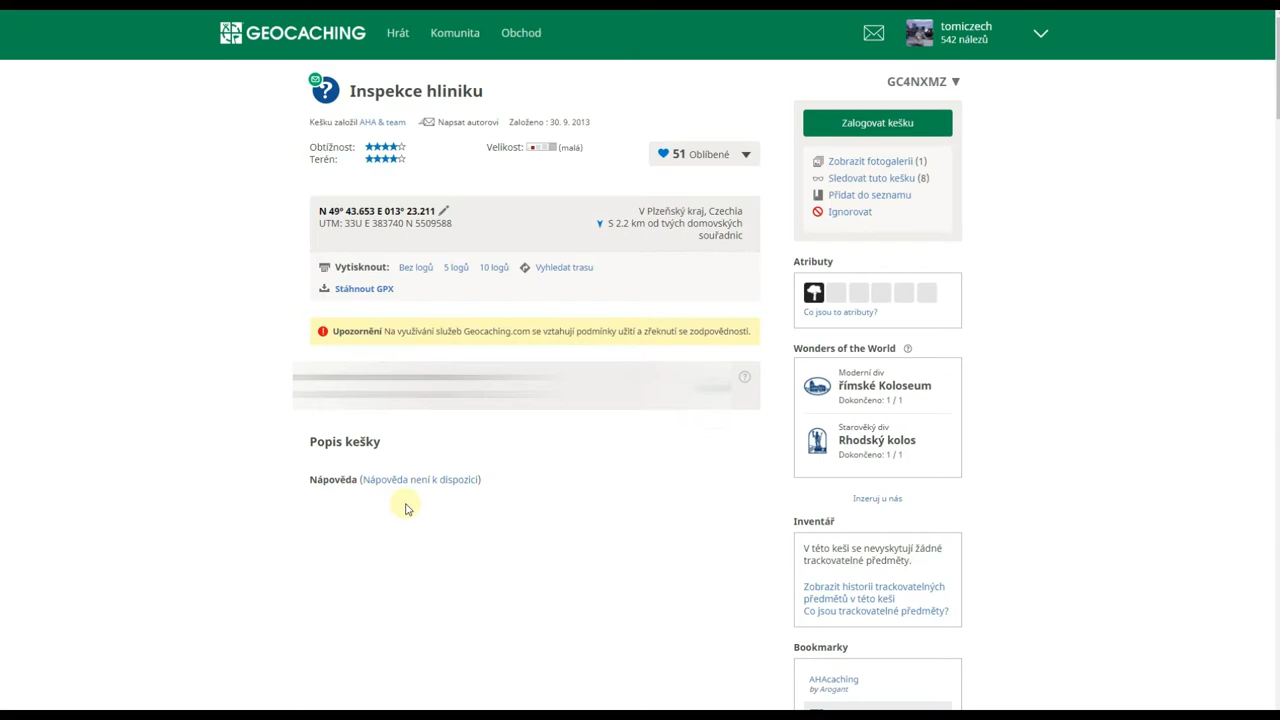 GEOCACHING Hrát Komunita Obchod
tomiczech
542 nálezů
Inspekce hliniku
GC4NXMZ ▼
Kešku založil AHA & team Napsat autorovi Založeno : 30. 9. 2013
Zalogovat kešku
Obtížnost:
Terén:
Velikost: (malá)
51 Oblíbené
Zobrazit fotogalerii (1)
Sledovat tuto kešku (8)
Přidat do seznamu
Ignorovat
N 49° 43.653 E 013° 23.211
UTM: 33U E 383740 N 5509588
V Plzeňský kraj, Czechia
S 2.2 km od tvých domovských
souřadnic
Vytisknout: Bez logů 5 logů 10 logů Vyhledat trasu
Stáhnout GPX
Atributy
Co jsou to atributy?
Upozornění Na využívání služeb Geocaching.com se vztahují podmínky užití a zřeknutí se zodpovědnosti.
Wonders of the World
Moderní div
římské Koloseum
Dokončeno: 1 / 1
Starověký div
Rhodský kolos
Dokončeno: 1 / 1
Popis kešky
Nápověda (Nápověda není k dispozici)
Inzeruj u nás
Inventář
V této keši se nevyskytují žádné
trackovatelné předměty.
Zobrazit historii trackovatelných
předmětů v této keši
Co jsou trackovatelné předměty?
Bookmarky
AHAcaching
by Arogant